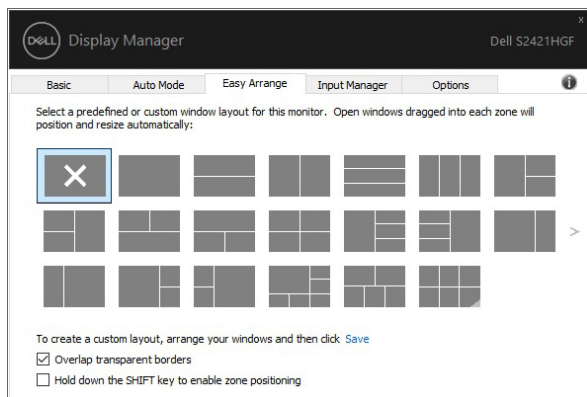 DELL Display Manager
Dell S2421HGF
Basic
Auto Mode
Easy Arrange
Input Manager
Options
Select a predefined or custom window layout for this monitor. Open windows dragged into each zone will
position and resize automatically:
To create a custom layout, arrange your windows and then click Save
Overlap transparent borders
Hold down the SHIFT key to enable zone positioning